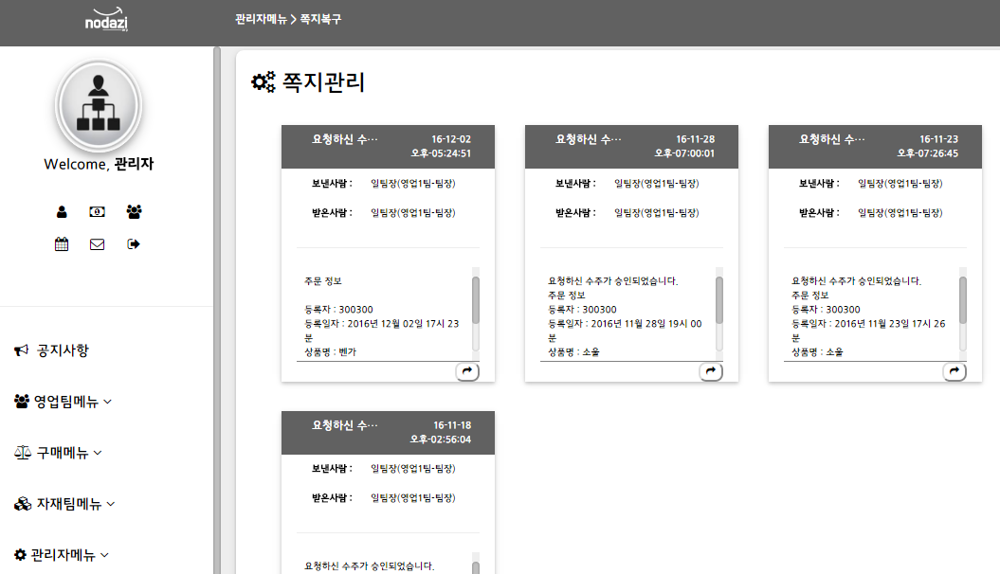 nodazi
관리자메뉴 > 쪽지복구
Welcome, 관리자
공지사항
영업팀메뉴
구매메뉴
자재팀메뉴
관리자메뉴
쪽지관리
요청하신 수…
16-12-02
오후-05:24:51
보낸사람 : 일팀장(영업1팀-팀장)
받은사람 : 일팀장(영업1팀-팀장)
주문 정보
등록자 : 300300
등록일자 : 2016년 12월 02일 17시 23
분
상품명 : 벤가
요청하신 수…
16-11-28
오후-07:00:01
보낸사람 : 일팀장(영업1팀-팀장)
받은사람 : 일팀장(영업1팀-팀장)
요청하신 수주가 승인되었습니다.
주문 정보
등록자 : 300300
등록일자 : 2016년 11월 28일 19시 00
분
상품명 : 소울
요청하신 수…
16-11-23
오후-07:26:45
보낸사람 : 일팀장(영업1팀-팀장)
받은사람 : 일팀장(영업1팀-팀장)
요청하신 수주가 승인되었습니다.
주문 정보
등록자 : 300300
등록일자 : 2016년 11월 23일 17시 26
분
상품명 : 소울
요청하신 수…
16-11-18
오후-02:56:04
보낸사람 : 일팀장(영업1팀-팀장)
받은사람 : 일팀장(영업1팀-팀장)
요청하신 수주가 승인되었습니다.